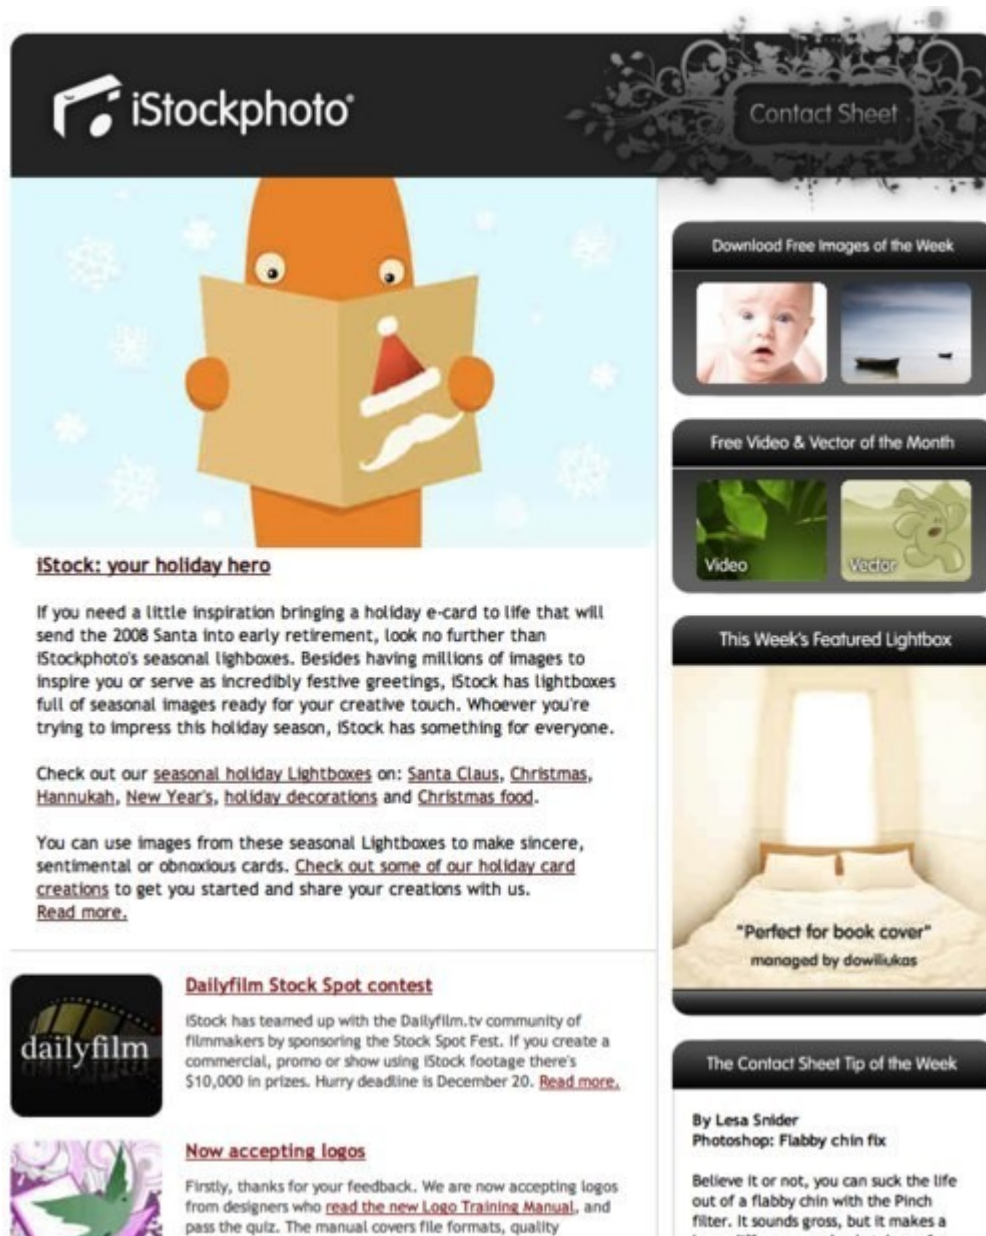 iStockphoto®
Contact Sheet
iStock: your holiday hero
If you need a little inspiration bringing a holiday e-card to life that will
send the 2008 Santa into early retirement, look no further than
iStockphoto's seasonal lighboxes. Besides having millions of images to
inspire you or serve as incredibly festive greetings, iStock has lightboxes
full of seasonal images ready for your creative touch. Whoever you're
trying to impress this holiday season, iStock has something for everyone.
Check out our seasonal holiday Lightboxes on: Santa Claus, Christmas,
Hannukah, New Year's, holiday decorations and Christmas food.
You can use images from these seasonal Lightboxes to make sincere,
sentimental or obnoxious cards. Check out some of our holiday card
creations to get you started and share your creations with us.
Read more.
dailyfilm
Dailyfilm Stock Spot contest
iStock has teamed up with the Dailyfilm.tv community of
filmmakers by sponsoring the Stock Spot Fest. If you create a
commercial, promo or show using iStock footage there's
$10,000 in prizes. Hurry deadline is December 20. Read more.
Now accepting logos
Firstly, thanks for your feedback. We are now accepting logos
from designers who read the new Logo Training Manual, and
pass the quiz. The manual covers file formats, quality
Download Free Images of the Week
Free Video & Vector of the Month
Video
Vector
This Week's Featured Lightbox
"Perfect for book cover"
managed by dowiliukas
The Contact Sheet Tip of the Week
By Lesa Snider
Photoshop: Flabby chin fix
Believe it or not, you can suck the life
out of a flabby chin with the Pinch
filter. It sounds gross, but it makes a